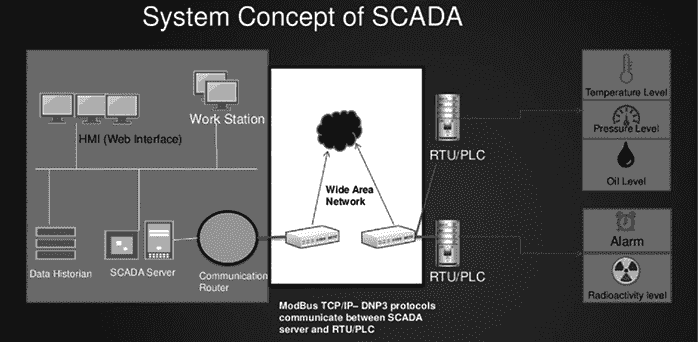 System Concept of SCADA
HMI (Web Interface)
Work Station
Data Historian
SCADA Server
Communication
Router
Wide Area
Network
RTU/PLC
RTU/PLC
Temperature Level
Pressure Level
Oil Level
Alarm
Radioactivity level
ModBus TCP/IP– DNP3 protocols
communicate between SCADA
server and RTU/PLC